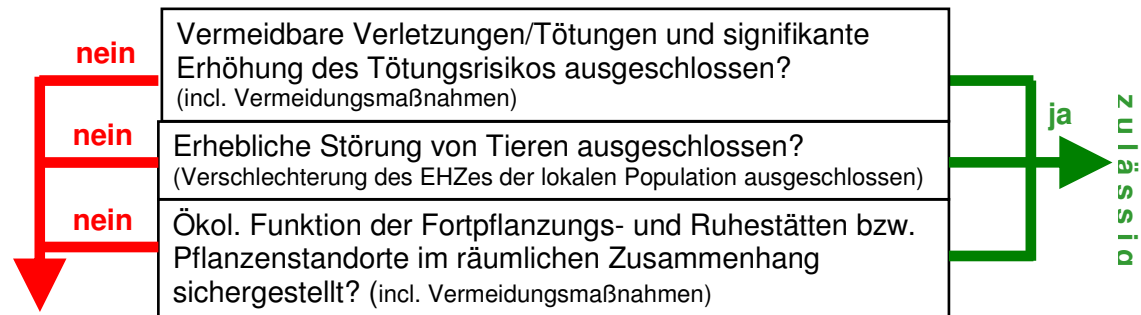 nein
Vermeidbare Verletzungen/Tötungen und signifikante
Erhöhung des Tötungsrisikos ausgeschlossen?
(incl. Vermeidungsmaßnahmen)
nein
Erhebliche Störung von Tieren ausgeschlossen?
(Verschlechterung des EHZes der lokalen Population ausgeschlossen)
nein
Ökol. Funktion der Fortpflanzungs- und Ruhestätten bzw.
Pflanzenstandorte im räumlichen Zusammenhang
sichergestellt? (incl. Vermeidungsmaßnahmen)
ja
zulässig